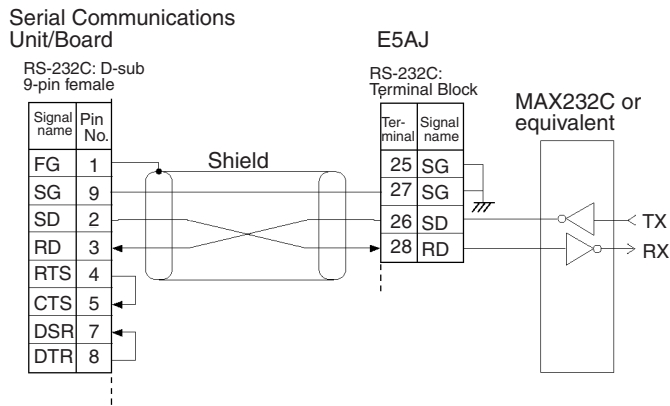 Serial Communications
Unit/Board
E5AJ
RS-232C: D-sub
9-pin female
RS-232C:
Terminal Block
MAX232C or
equivalent
Signal name Pin No.
FG 1
SG 9
SD 2
RD 3
RTS 4
CTS 5
DSR 7
DTR 8
Shield
Ter-minal Signal name
25 SG
27 SG
26 SD
28 RD
TX
RX